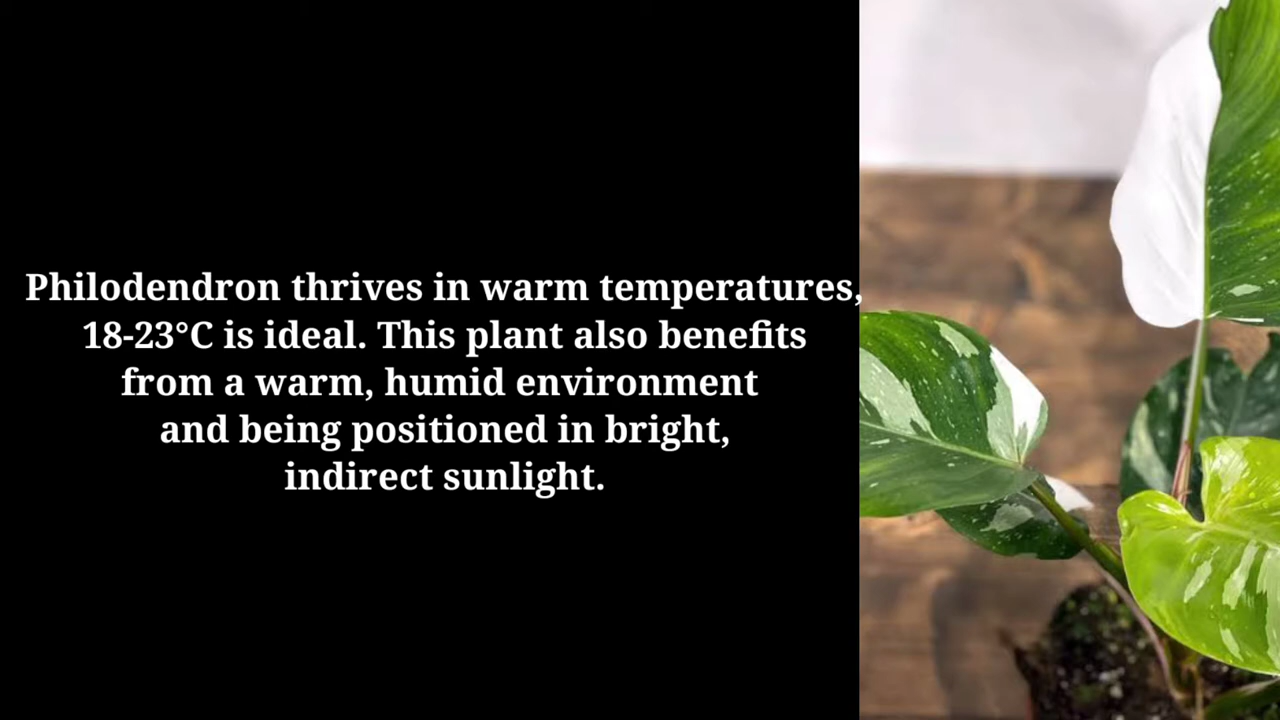 Philodendron thrives in warm temperatures,
18-23°C is ideal. This plant also benefits
from a warm, humid environment
and being positioned in bright,
indirect sunlight.